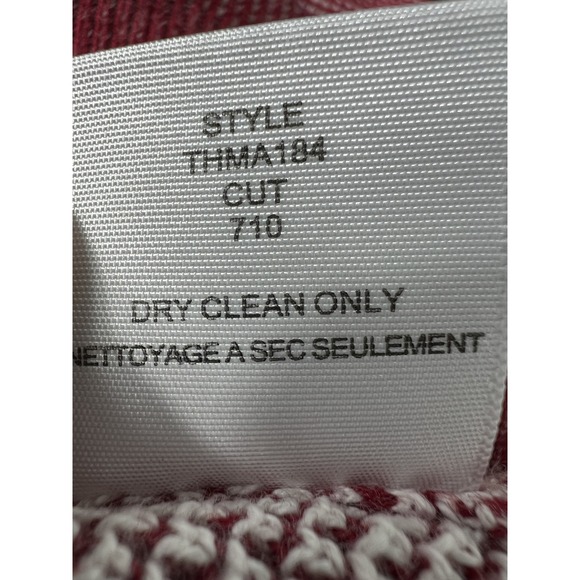 STYLE
THMA184
CUT
710
DRY CLEAN ONLY
NETTOYAGE A SEC SEULEMENT